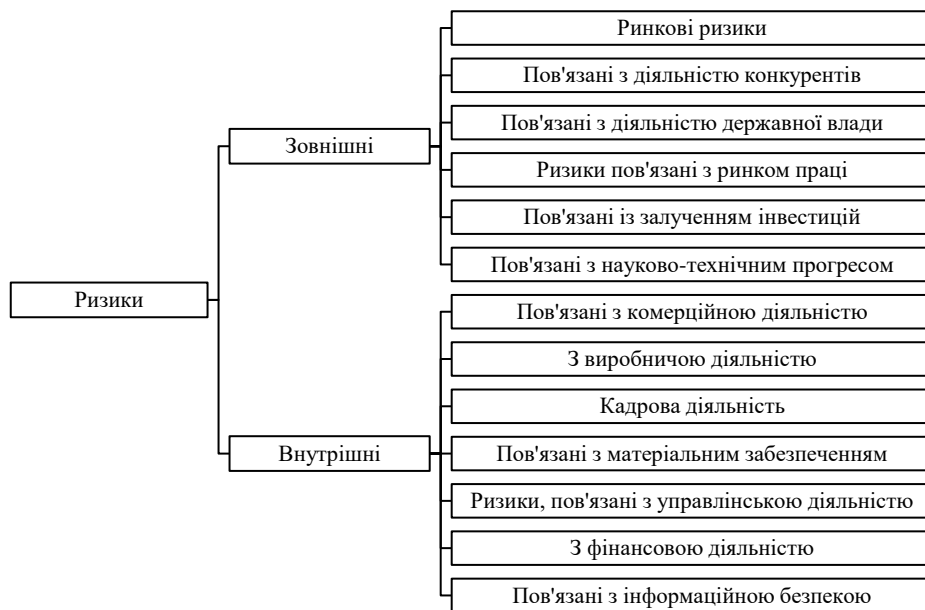 Ринкові ризики
Пов'язані з діяльністю конкурентів
Пов'язані з діяльністю державної влади
Зовнішні
Ризики пов'язані з ринком праці
Пов'язані із залученням інвестицій
Пов'язані з науково-технічним прогресом
Ризики
Пов'язані з комерційною діяльністю
З виробничою діяльністю
Кадрова діяльність
Внутрішні
Пов'язані з матеріальним забезпеченням
Ризики, пов'язані з управлінською діяльністю
З фінансовою діяльністю
Пов'язані з інформаційною безпекою